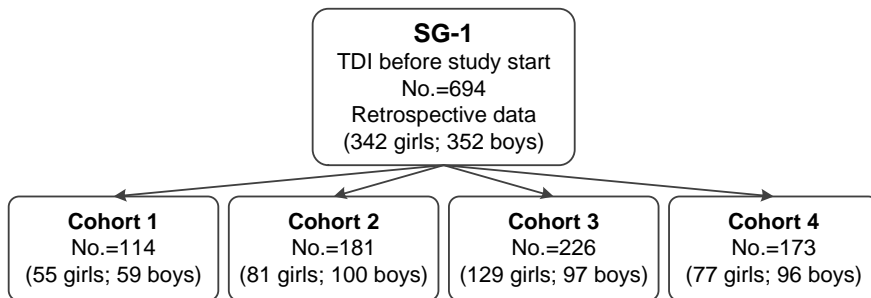 SG-1
TDI before study start
No.=694
Retrospective data
(342 girls; 352 boys)
Cohort 1
No.=114
(55 girls; 59 boys)
Cohort 2
No.=181
(81 girls; 100 boys)
Cohort 3
No.=226
(129 girls; 97 boys)
Cohort 4
No.=173
(77 girls; 96 boys)